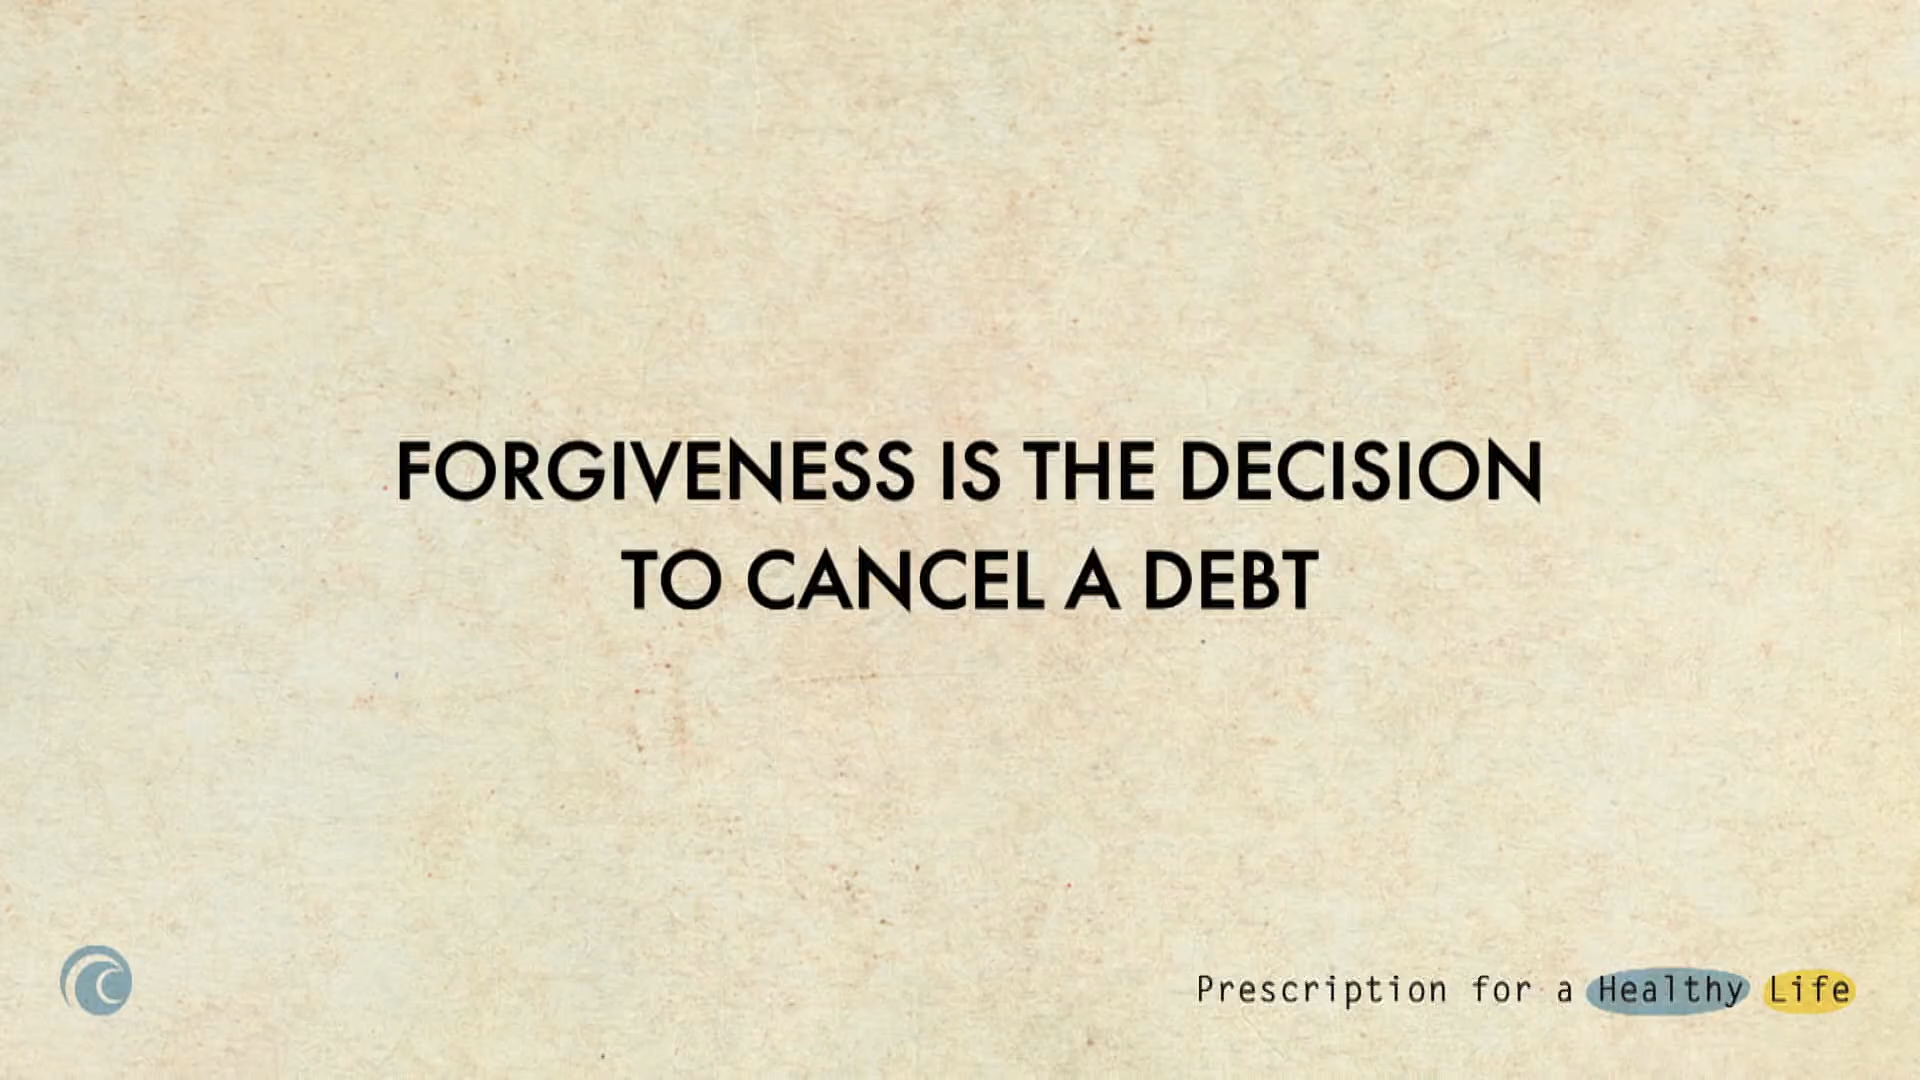 FORGIVENESS IS THE DECISION
TO CANCEL A DEBT
Prescription for a Healthy Life